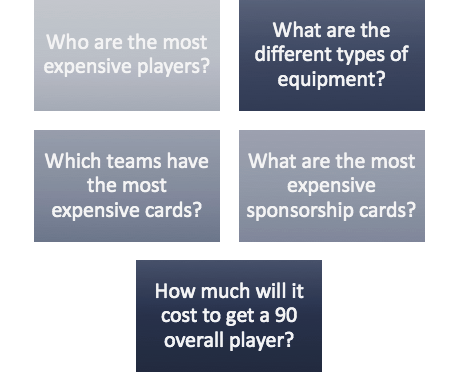 Who are the most
expensive players?
What are the
different types of
equipment?
Which teams have
the most
expensive cards?
What are the most
expensive
sponsorship cards?
How much will it
cost to get a 90
overall player?